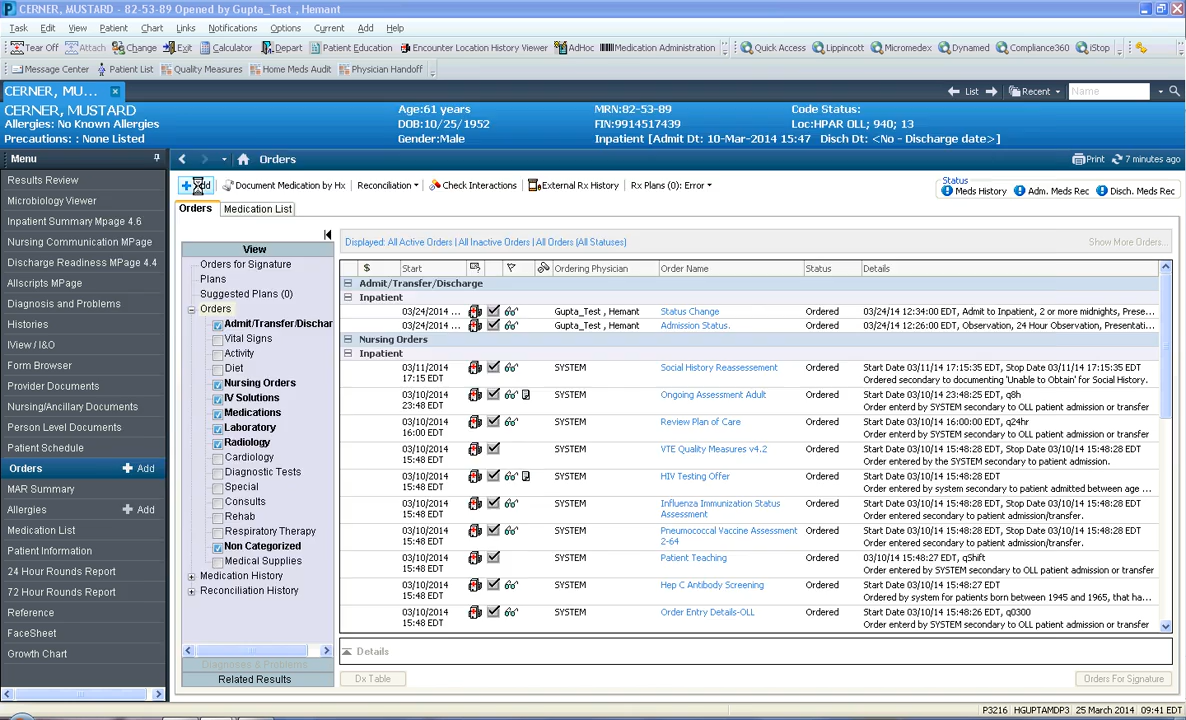 CERNER, MUSTARD - 82-53-89 Opened by Gupta_Test , Hemant
Task Edit View Patient Chart Links Notifications Options Current Add Help
Tear Off Attach Change Exit Calculator Depart Patient Education Encounter Location History Viewer AdHoc Medication Administration Quick Access Lippincott Micromedex Dynamed Compliance360 iStop
Message Center Patient List Quality Measures Home Meds Audit Physician Handoff
CERNER, MU... List Recent Name
CERNER, MUSTARD Age:61 years MRN:82-53-89 Code Status:
Allergies: No Known Allergies DOB:10/25/1952 FIN:9914517439 Loc:HPAR OLL; 940; 13
Precautions: : None Listed Gender:Male Inpatient [Admit Dt: 10-Mar-2014 15:47 Disch Dt: <No - Discharge date>]
Menu
Results Review
Microbiology Viewer
Inpatient Summary Mpage 4.6
Nursing Communication MPage
Discharge Readiness MPage 4.4
Allscripts MPage
Diagnosis and Problems
Histories
IView / I&O
Form Browser
Provider Documents
Nursing/Ancillary Documents
Person Level Documents
Patient Schedule
Orders Add
MAR Summary
Allergies Add
Medication List
Patient Information
24 Hour Rounds Report
72 Hour Rounds Report
Reference
FaceSheet
Growth Chart
Orders Print 7 minutes ago
Document Medication by Hx Reconciliation Check Interactions External Rx History Rx Plans (0): Error
Status
Meds History Adm. Meds Rec Disch. Meds Rec
Orders Medication List
View
Orders for Signature
Plans
Suggested Plans (0)
Orders
Admit/Transfer/Dischar
Vital Signs
Activity
Diet
Nursing Orders
IV Solutions
Medications
Laboratory
Radiology
Cardiology
Diagnostic Tests
Special
Consults
Rehab
Respiratory Therapy
Non Categorized
Medical Supplies
Medication History
Reconciliation History
Diagnoses & Problems
Related Results
Displayed: All Active Orders | All Inactive Orders | All Orders (All Statuses) Show More Orders...
$ Start Ordering Physician Order Name Status Details
Admit/Transfer/Discharge
Inpatient
03/24/2014 ... Gupta_Test , Hemant Status Change Ordered 03/24/14 12:34:00 EDT, Admit to Inpatient, 2 or more midnights, Prese...
03/24/2014 ... Gupta_Test , Hemant Admission Status. Ordered 03/24/14 12:26:00 EDT, Observation, 24 Hour Observation, Presentati...
Nursing Orders
Inpatient
03/11/2014 SYSTEM Social History Reassessement Ordered Start Date 03/11/14 17:15:35 EDT, Stop Date 03/11/14 17:15:35 EDT
17:15 EDT Ordered secondary to documenting 'Unable to Obtain' for Social History.
03/10/2014 SYSTEM Ongoing Assessment Adult Ordered Start Date 03/10/14 23:48:25 EDT, q8h
23:48 EDT Order entered by SYSTEM secondary to OLL patient admission or transfer
03/10/2014 SYSTEM Review Plan of Care Ordered Start Date 03/10/14 16:00:00 EDT, q24hr
16:00 EDT Order entered by SYSTEM secondary to OLL patient admission or transfer
03/10/2014 SYSTEM VTE Quality Measures v4.2 Ordered Start Date 03/10/14 15:48:28 EDT, Stop Date 03/10/14 15:48:28 EDT
15:48 EDT Order entered by the SYSTEM secondary to patient admission.
03/10/2014 SYSTEM HIV Testing Offer Ordered Start Date 03/10/14 15:48:28 EDT
15:48 EDT Order entered by system secondary to patient admitted between age ...
03/10/2014 SYSTEM Influenza Immunization Status Ordered Start Date 03/10/14 15:48:28 EDT, Stop Date 03/10/14 15:48:28 EDT
15:48 EDT Assessment Order entered secondary to patient admission/transfer.
03/10/2014 SYSTEM Pneumococcal Vaccine Assessment Ordered Start Date 03/10/14 15:48:28 EDT, Stop Date 03/10/14 15:48:28 EDT
15:48 EDT 2-64 Ordered entered secondary to patient admission/transfer.
03/10/2014 SYSTEM Patient Teaching Ordered 03/10/14 15:48:27 EDT, qShift
15:48 EDT Order entered by SYSTEM secondary to OLL patient admission or transfer
03/10/2014 SYSTEM Hep C Antibody Screening Ordered Start Date 03/10/14 15:48:27 EDT
15:48 EDT Ordered by system for patients born between 1945 and 1965, that ha...
03/10/2014 SYSTEM Order Entry Details-OLL Ordered Start Date 03/10/14 15:48:26 EDT, q0300
15:48 EDT Order entered by SYSTEM secondary to OLL patient admission or transfer
Details
Dx Table Orders For Signature
P3216 HGUPTAMDP3 25 March 2014 09:41 EDT